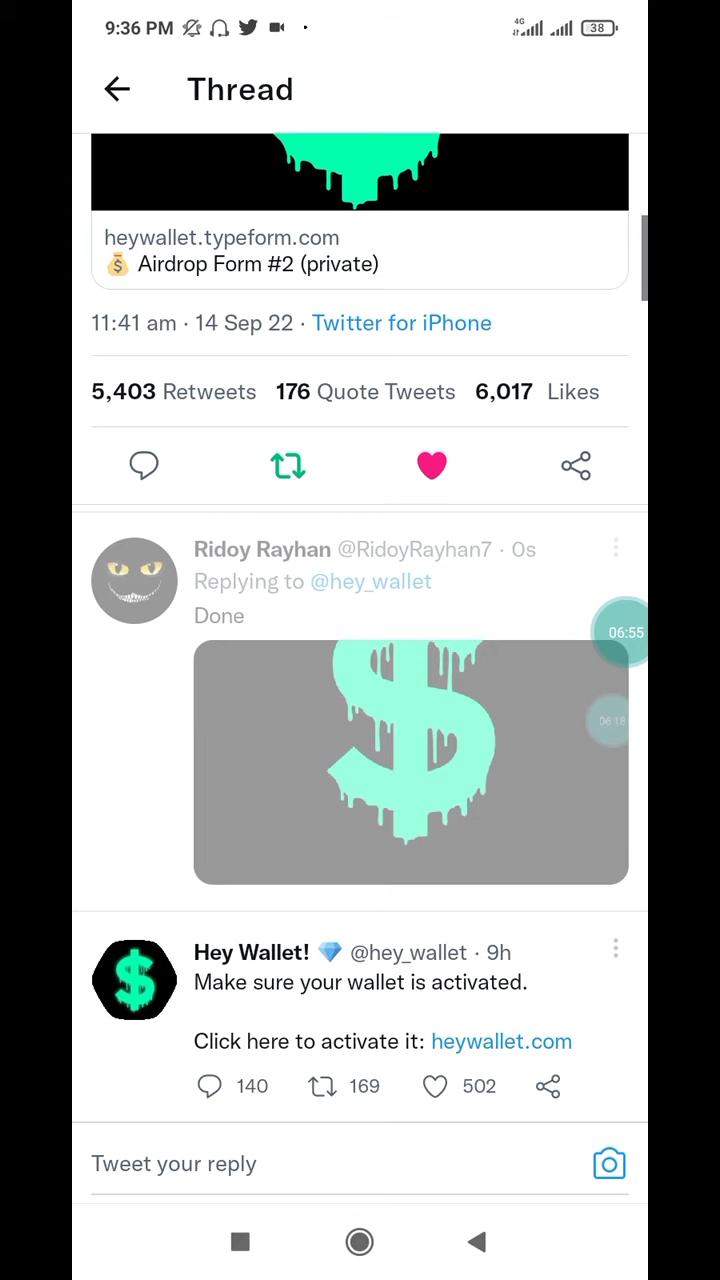 9:36 PM 4G 38
Thread
heywallet.typeform.com
💰 Airdrop Form #2 (private)
11:41 am · 14 Sep 22 · Twitter for iPhone
5,403 Retweets 176 Quote Tweets 6,017 Likes
Ridoy Rayhan @RidoyRayhan7 · 0s
Replying to @hey_wallet
Done
06:55
06:18
Hey Wallet! 💎 @hey_wallet · 9h
Make sure your wallet is activated.
Click here to activate it: heywallet.com
140 169 502
Tweet your reply